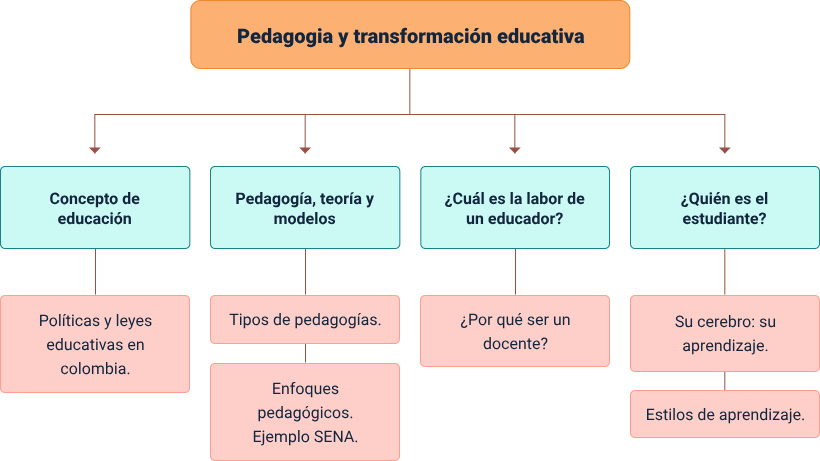 Pedagogia y transformación educativa
Concepto de
educación
Pedagogía, teoría y
modelos
¿Cuál es la labor de
un educador?
¿Quién es el
estudiante?
Políticas y leyes
educativas en
colombia.
Tipos de pedagogías.
Enfoques
pedagógicos.
Ejemplo SENA.
¿Por qué ser un
docente?
Su cerebro: su
aprendizaje.
Estilos de aprendizaje.